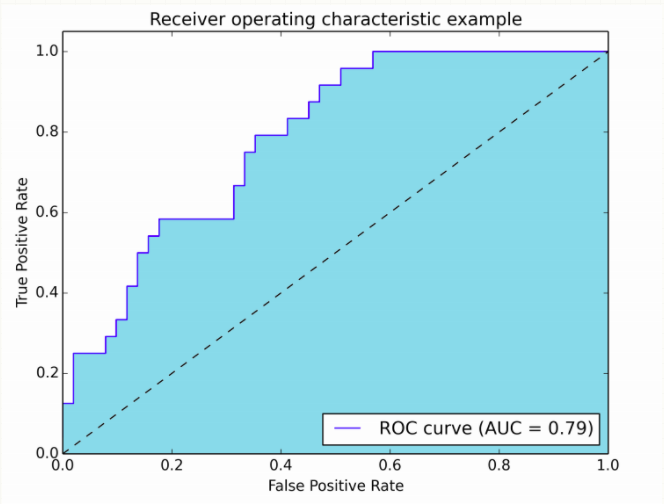 Receiver operating characteristic example
1.0
0.8
0.6
0.4
0.2
0.0
True Positive Rate
0.0 0.2 0.4 0.6 0.8 1.0
False Positive Rate
ROC curve (AUC = 0.79)